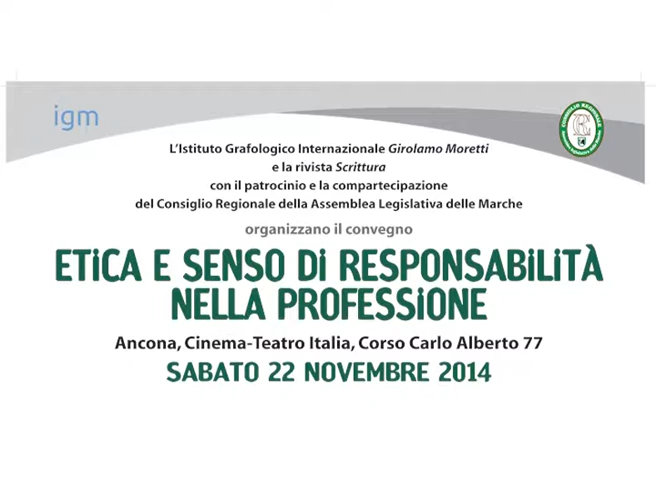 igm
CONSIGLIO REGIONALE
L'Istituto Grafologico Internazionale Girolamo Moretti
e la rivista Scrittura
con il patrocinio e la compartecipazione
del Consiglio Regionale della Assemblea Legislativa delle Marche
organizzano il convegno
ETiCA E SENSO Di RESPONSABiLiTÀ
NELLA PROFESSiONE
Ancona, Cinema-Teatro Italia, Corso Carlo Alberto 77
SABATO 22 NOVEMBRE 2014